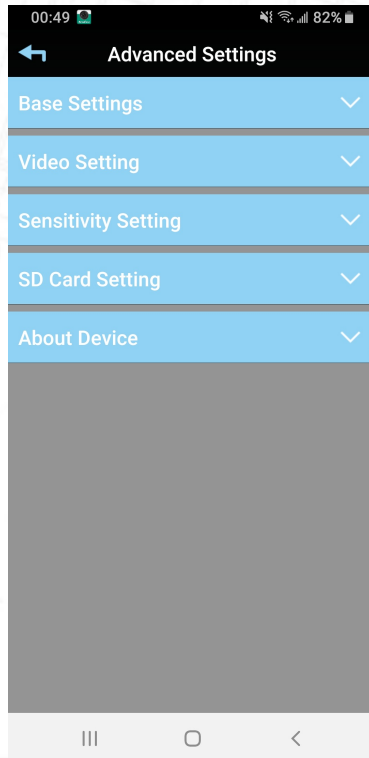 00:49 82%
Advanced Settings
Base Settings
Video Setting
Sensitivity Setting
SD Card Setting
About Device